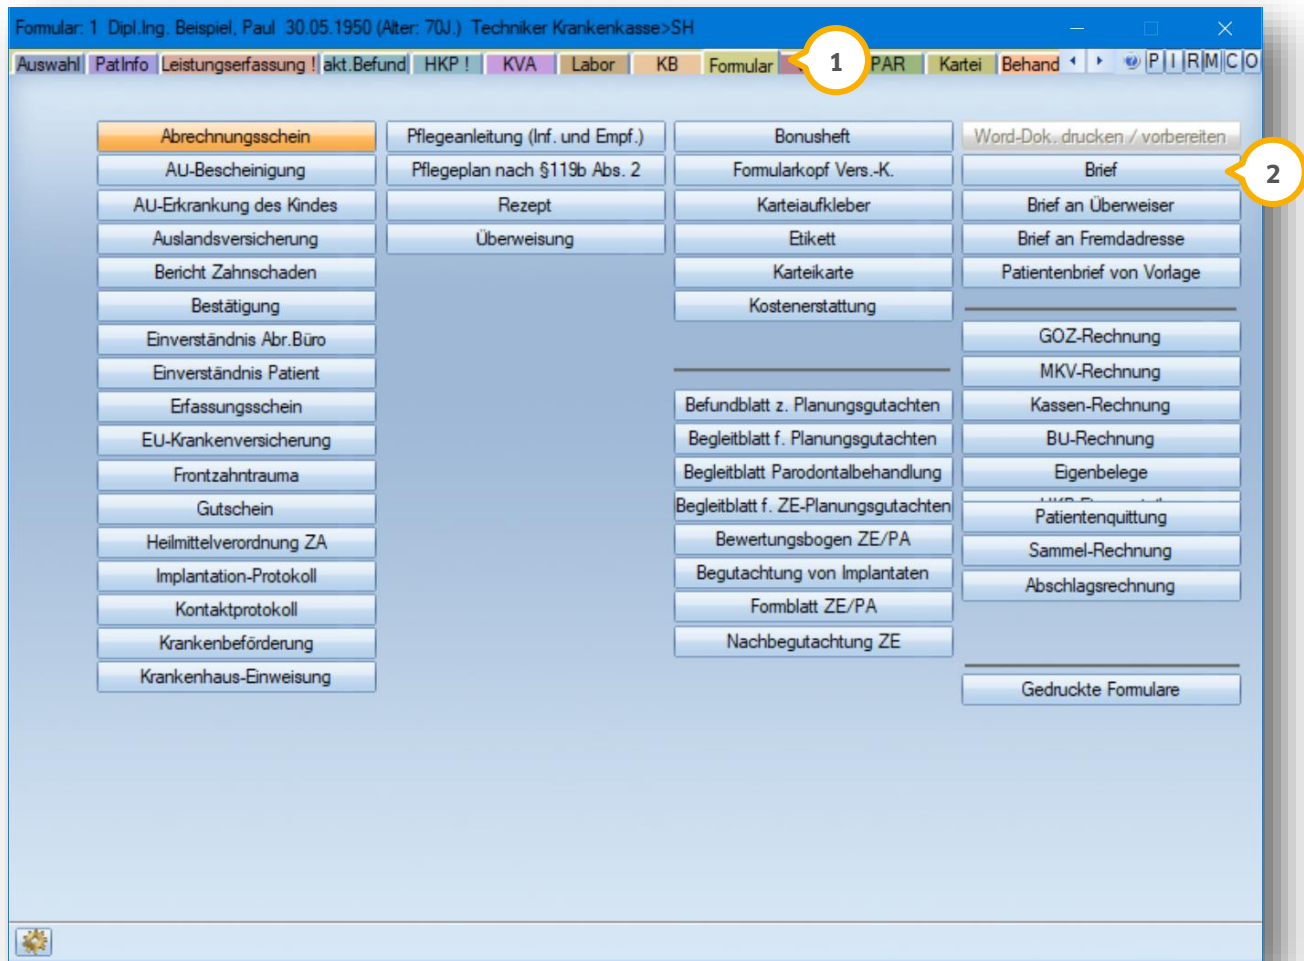 Formular: 1 Dipl.Ing. Beispiel, Paul 30.05.1950 (Alter: 70J.) Techniker Krankenkasse>SH
Auswahl PatInfo Leistungserfassung ! akt.Befund HKP ! KVA Labor KB Formular 1 PAR Kartei Behand P I R M C O
Abrechnungsschein
AU-Bescheinigung
AU-Erkrankung des Kindes
Auslandsversicherung
Bericht Zahnschaden
Bestätigung
Einverständnis Abr.Büro
Einverständnis Patient
Erfassungsschein
EU-Krankenversicherung
Frontzahntrauma
Gutschein
Heilmittelverordnung ZA
Implantation-Protokoll
Kontaktprotokoll
Krankenbeförderung
Krankenhaus-Einweisung
Pflegeanleitung (Inf. und Empf.)
Pflegeplan nach §119b Abs. 2
Rezept
Überweisung
Bonusheft
Formularkopf Vers.-K.
Karteiaufkleber
Etikett
Karteikarte
Kostenerstattung
Befundblatt z. Planungsgutachten
Begleitblatt f. Planungsgutachten
Begleitblatt Parodontalbehandlung
Begleitblatt f. ZE-Planungsgutachten
Bewertungsbogen ZE/PA
Begutachtung von Implantaten
Formblatt ZE/PA
Nachbegutachtung ZE
Word-Dok. drucken / vorbereiten
Brief 2
Brief an Überweiser
Brief an Fremdadresse
Patientenbrief von Vorlage
GOZ-Rechnung
MKV-Rechnung
Kassen-Rechnung
BU-Rechnung
Eigenbelege
Patientenquittung
Sammel-Rechnung
Abschlagsrechnung
Gedruckte Formulare